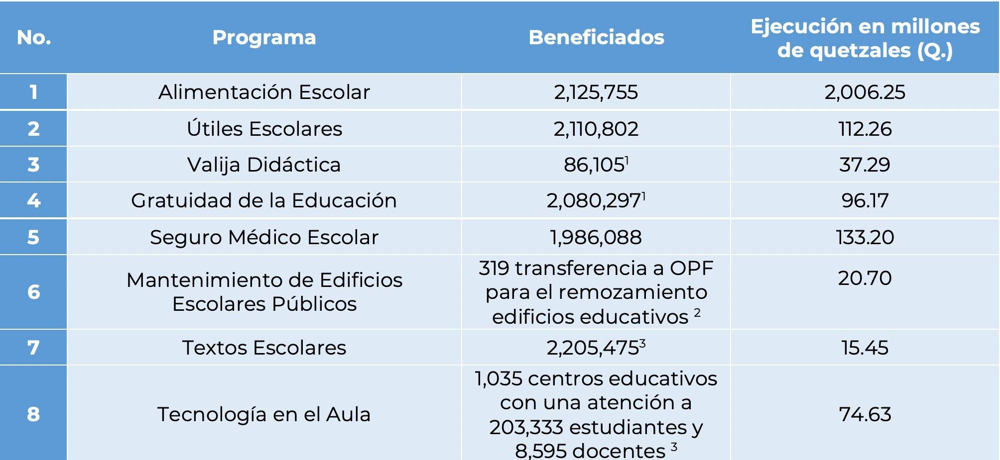 No.
Programa
Beneficiados
Ejecución en millones
de quetzales (Q.)
1
Alimentación Escolar
2,125,755
2,006.25
2
Útiles Escolares
2,110,802
112.26
3
Valija Didáctica
86,105¹
37.29
4
Gratuidad de la Educación
2,080,297¹
96.17
5
Seguro Médico Escolar
1,986,088
133.20
6
Mantenimiento de Edificios
Escolares Públicos
319 transferencia a OPF
para el remozamiento
edificios educativos ²
20.70
7
Textos Escolares
2,205,475³
15.45
8
Tecnología en el Aula
1,035 centros educativos
con una atención a
203,333 estudiantes y
8,595 docentes ³
74.63